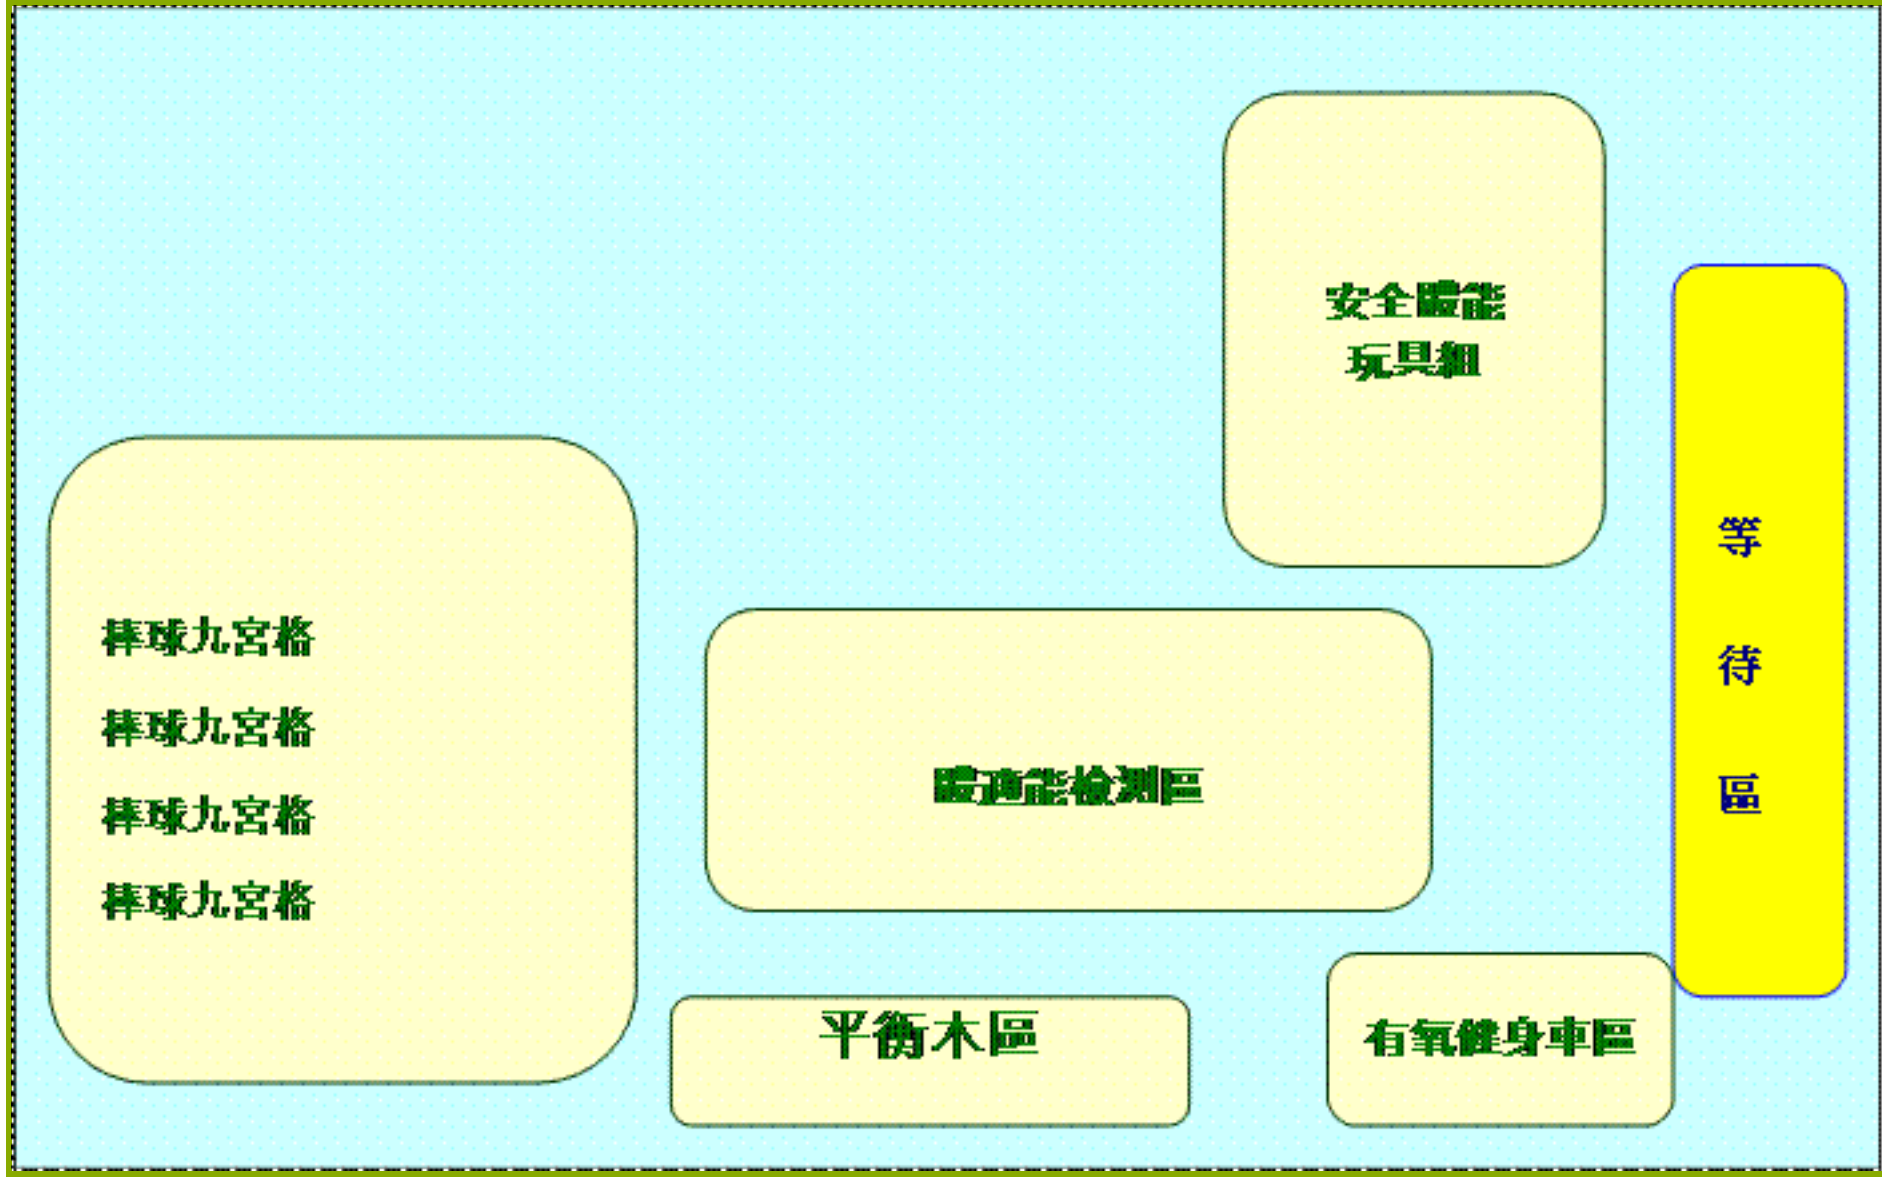 安全體能
玩具組
等
待
區
棒球九宮格
棒球九宮格
棒球九宮格
棒球九宮格
體適能檢測區
平衡木區
有氧健身車區